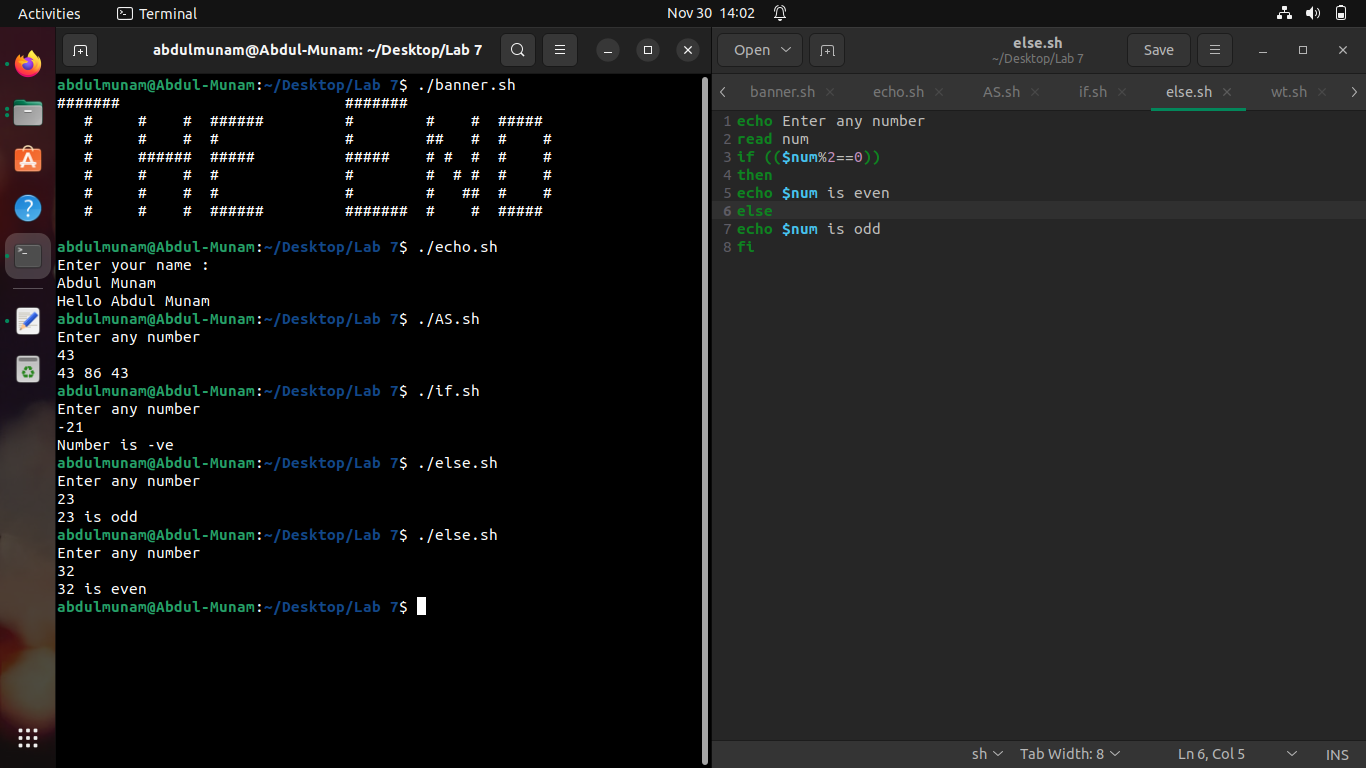 Activities
Terminal
Nov 30 14:02
abdulmunam@Abdul-Munam: ~/Desktop/Lab 7
abdulmunam@Abdul-Munam:~/Desktop/Lab 7$ ./banner.sh
#######                         #######
   #     #    #  ######         #        #    #  #####
   #     #    #  #              #        ##   #  #    #
   #     ######  #####          #####    # #  #  #    #
   #     #    #  #              #        #  # #  #    #
   #     #    #  #              #        #   ##  #    #
   #     #    #  ######         #######  #    #  #####
abdulmunam@Abdul-Munam:~/Desktop/Lab 7$ ./echo.sh
Enter your name :
Abdul Munam
Hello Abdul Munam
abdulmunam@Abdul-Munam:~/Desktop/Lab 7$ ./AS.sh
Enter any number
43
43 86 43
abdulmunam@Abdul-Munam:~/Desktop/Lab 7$ ./if.sh
Enter any number
-21
Number is -ve
abdulmunam@Abdul-Munam:~/Desktop/Lab 7$ ./else.sh
Enter any number
23
23 is odd
abdulmunam@Abdul-Munam:~/Desktop/Lab 7$ ./else.sh
Enter any number
32
32 is even
abdulmunam@Abdul-Munam:~/Desktop/Lab 7$
Open
else.sh
~/Desktop/Lab 7
Save
banner.sh
echo.sh
AS.sh
if.sh
else.sh
wt.sh
1 echo Enter any number
2 read num
3 if (($num%2==0))
4 then
5 echo $num is even
6 else
7 echo $num is odd
8 fi
sh
Tab Width: 8
Ln 6, Col 5
INS